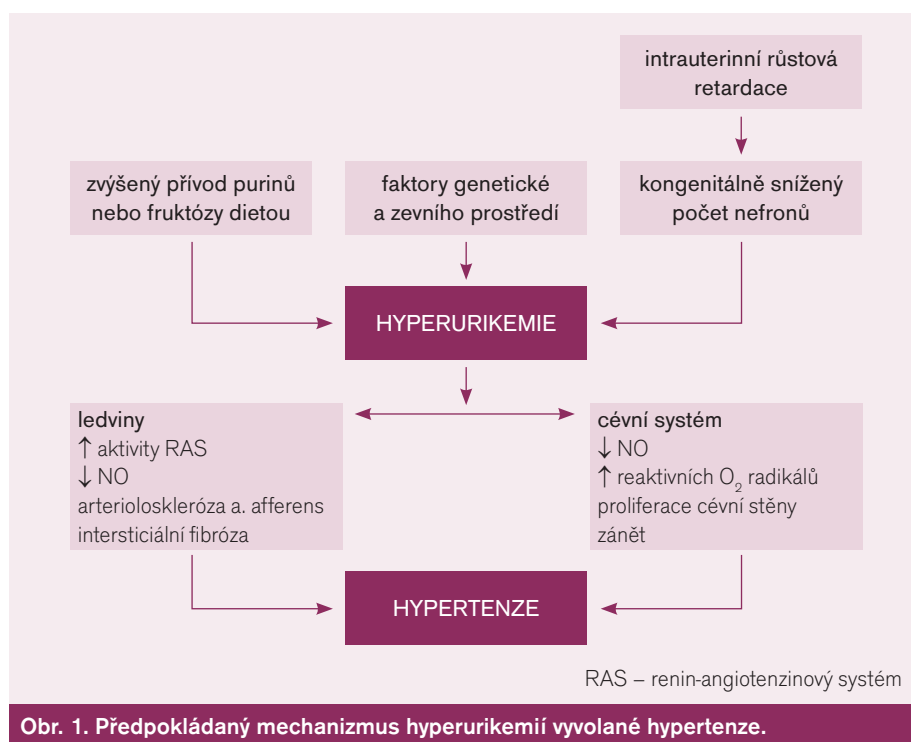 intrauterinní růstová
retardace
zvýšený přívod purinů
nebo fruktózy dietou
faktory genetické
a zevního prostředí
kongenitálně snížený
počet nefronů
HYPERURIKEMIE
ledviny
↑ aktivity RAS
↓ NO
arterioloskleróza a. afferens
intersticiální fibróza
cévní systém
↓ NO
↑ reaktivních O₂ radikálů
proliferace cévní stěny
zánět
HYPERTENZE
RAS – renin-angiotenzinový systém
Obr. 1. Předpokládaný mechanizmus hyperurikemií vyvolané hypertenze.